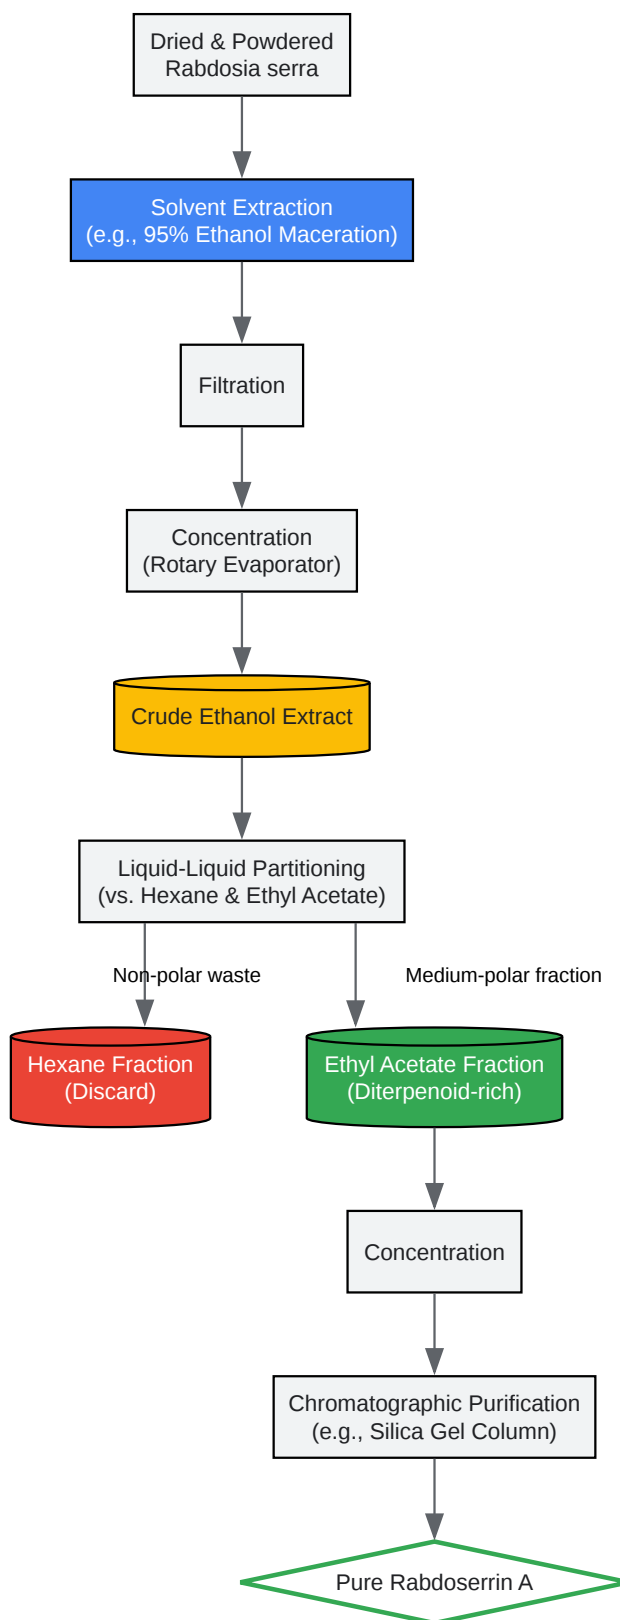 Dried & Powdered
Rabdosia serra
Solvent Extraction
(e.g., 95% Ethanol Maceration)
Filtration
Concentration
(Rotary Evaporator)
Crude Ethanol Extract
Liquid-Liquid Partitioning
(vs. Hexane & Ethyl Acetate)
Non-polar waste
Medium-polar fraction
Hexane Fraction
(Discard)
Ethyl Acetate Fraction
(Diterpenoid-rich)
Concentration
Chromatographic Purification
(e.g., Silica Gel Column)
Pure Rabdoserrin A